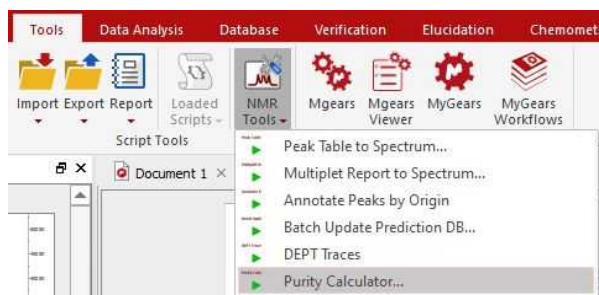 Tools Data Analysis Database Verification Elucidation Chemomet
Import Export Report Loaded Scripts NMR Tools Mgears Mgears Viewer MyGears MyGears Workflows
Script Tools
Document 1
Peak Table to Spectrum...
Multiplet Report to Spectrum...
Annotate Peaks by Origin
Batch Update Prediction DB...
DEPT Traces
Purity Calculator...